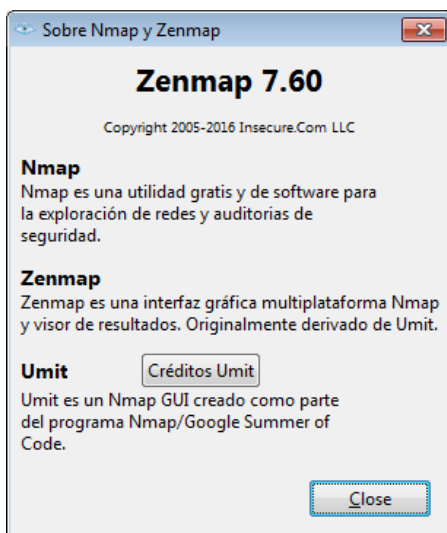 Sobre Nmap y Zenmap
Zenmap 7.60
Copyright 2005-2016 Insecure.Com LLC
Nmap
Nmap es una utilidad gratis y de software para
la exploración de redes y auditorias de
seguridad.
Zenmap
Zenmap es una interfaz gráfica multiplataforma Nmap
y visor de resultados. Originalmente derivado de Umit.
Umit Créditos Umit
Umit es un Nmap GUI creado como parte
del programa Nmap/Google Summer of
Code.
Close